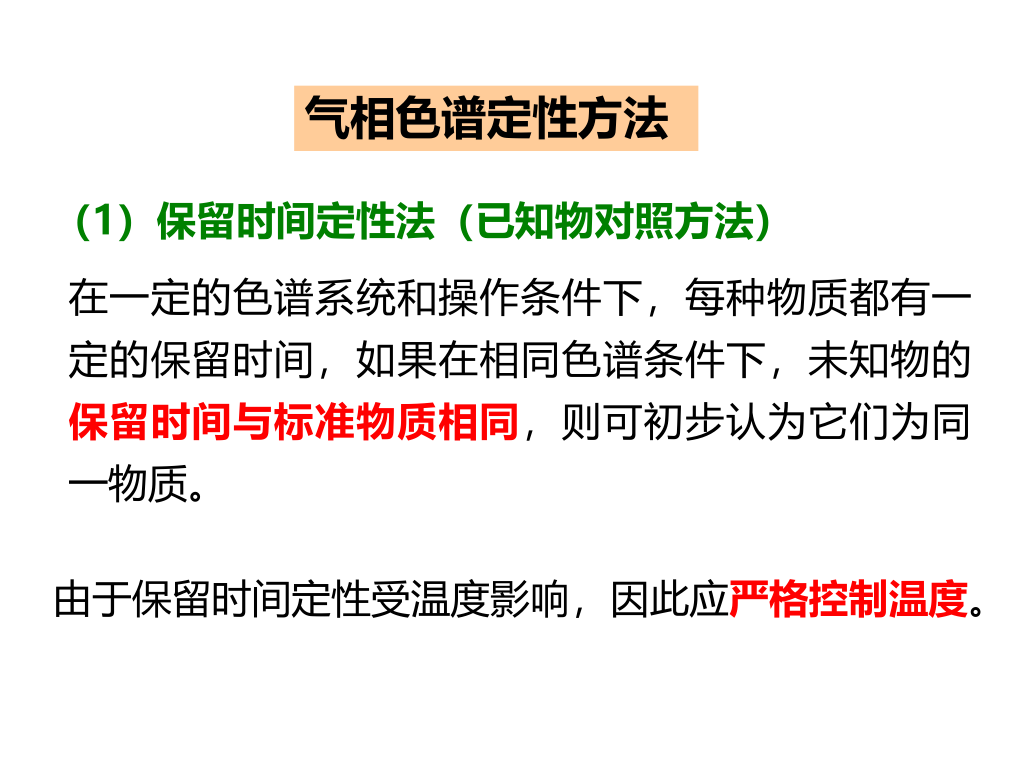 气相色谱定性方法
（1）保留时间定性法（已知物对照方法）
在一定的色谱系统和操作条件下，每种物质都有一
定的保留时间，如果在相同色谱条件下，未知物的
保留时间与标准物质相同，则可初步认为它们为同
一物质。
由于保留时间定性受温度影响，因此应严格控制温度。